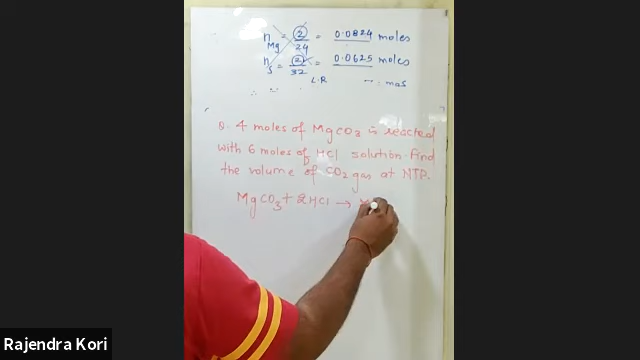 n Mg = 2/24 = 0.0824 moles
n S = 2/32 = 0.0625 moles
L.R
Q. 4 moles of MgCO3 is reacted
with 6 moles of HCl solution. find
the volume of CO2 gas at NTP.
MgCO3 + 2HCl →
Rajendra Kori